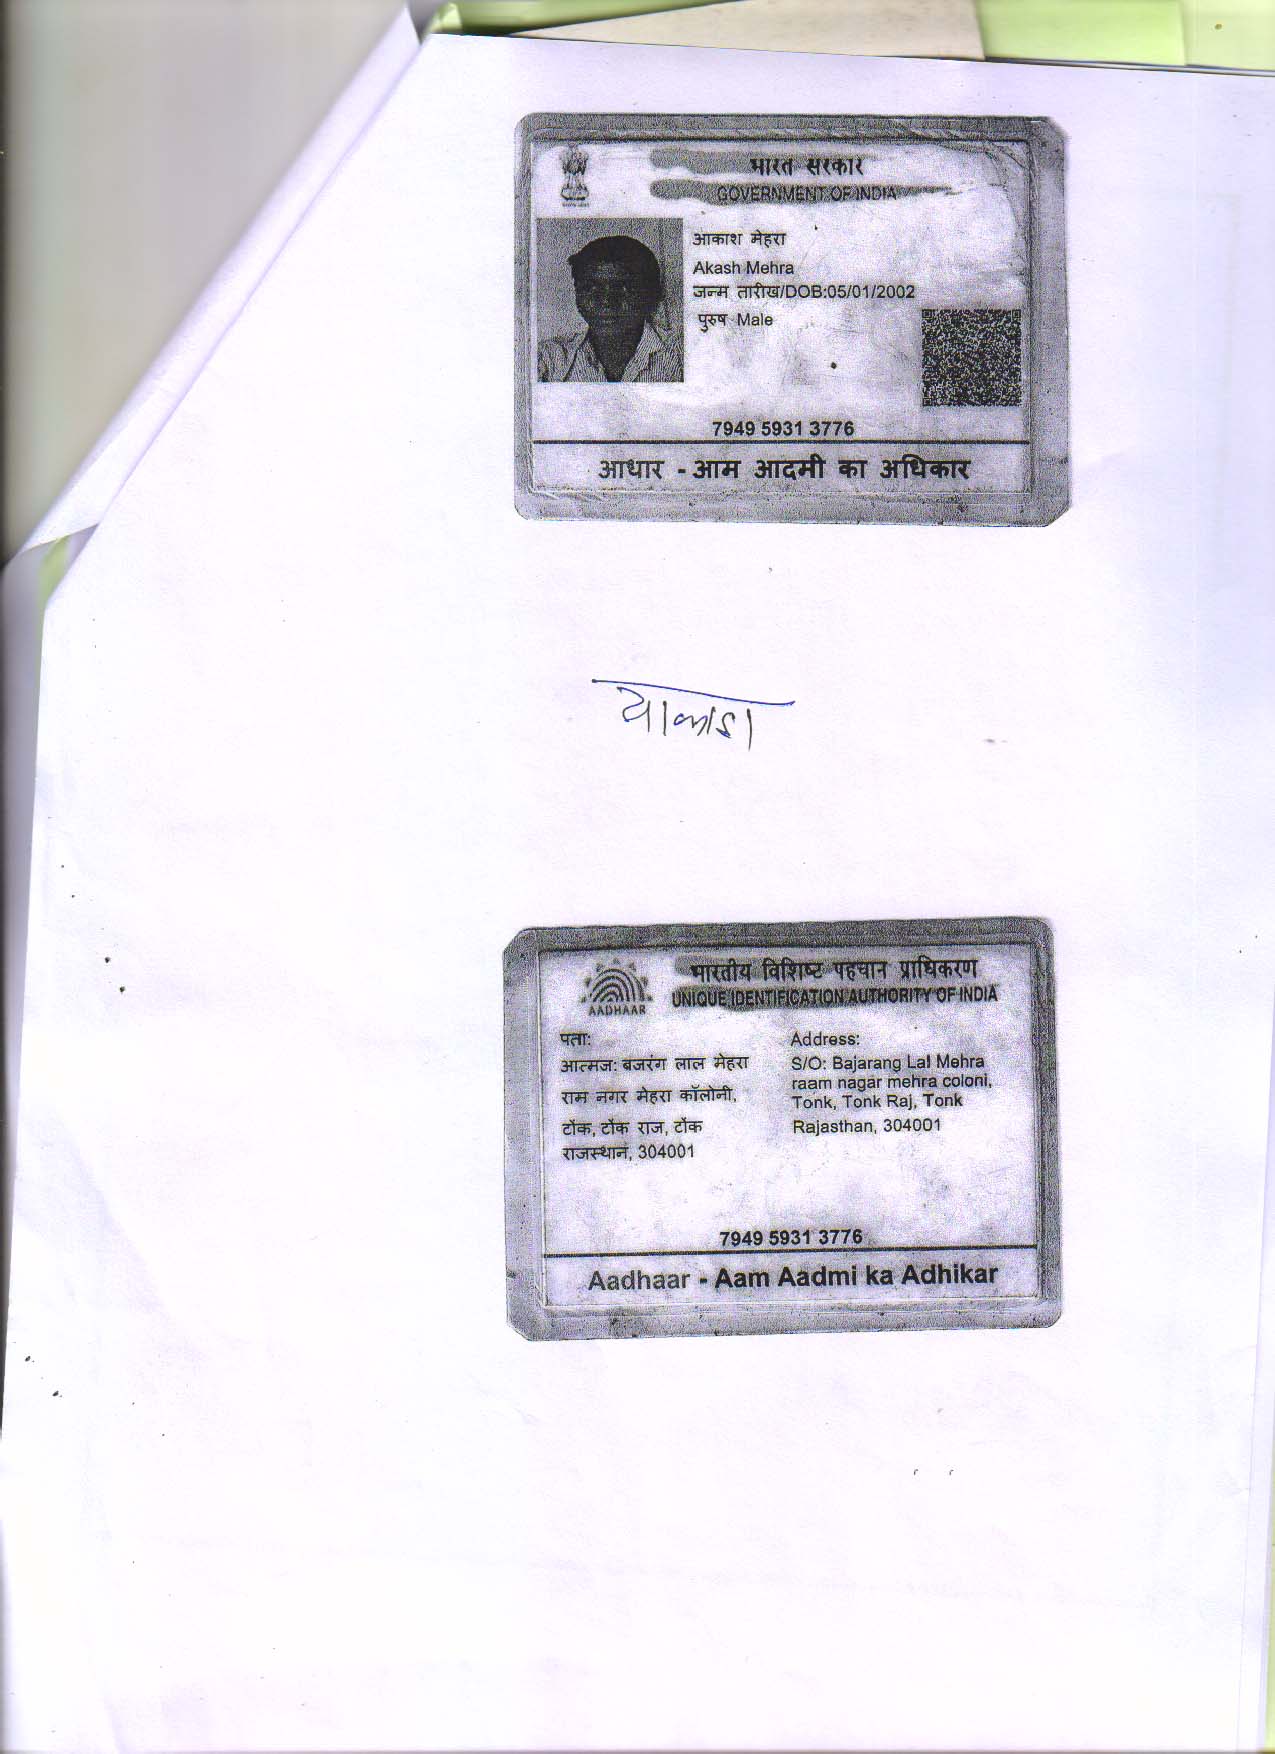 भारत सरकार
GOVERNMENT OF INDIA
आकाश मेहरा
Akash Mehra
जन्म तारीख/DOB:05/01/2002
पुरुष Male
7949 5931 3776
आधार - आम आदमी का अधिकार
आकाश
भारतीय विशिष्ट पहचान प्राधिकरण
UNIQUE IDENTIFICATION AUTHORITY OF INDIA
AADHAAR
पता:
आत्मज: बजरंग लाल मेहरा
राम नगर मेहरा कॉलोनी,
टोंक, टोंक राज, टोंक
राजस्थान, 304001
Address:
S/O: Bajarang Lal Mehra
raam nagar mehra coloni,
Tonk, Tonk Raj, Tonk
Rajasthan, 304001
7949 5931 3776
Aadhaar - Aam Aadmi ka Adhikar